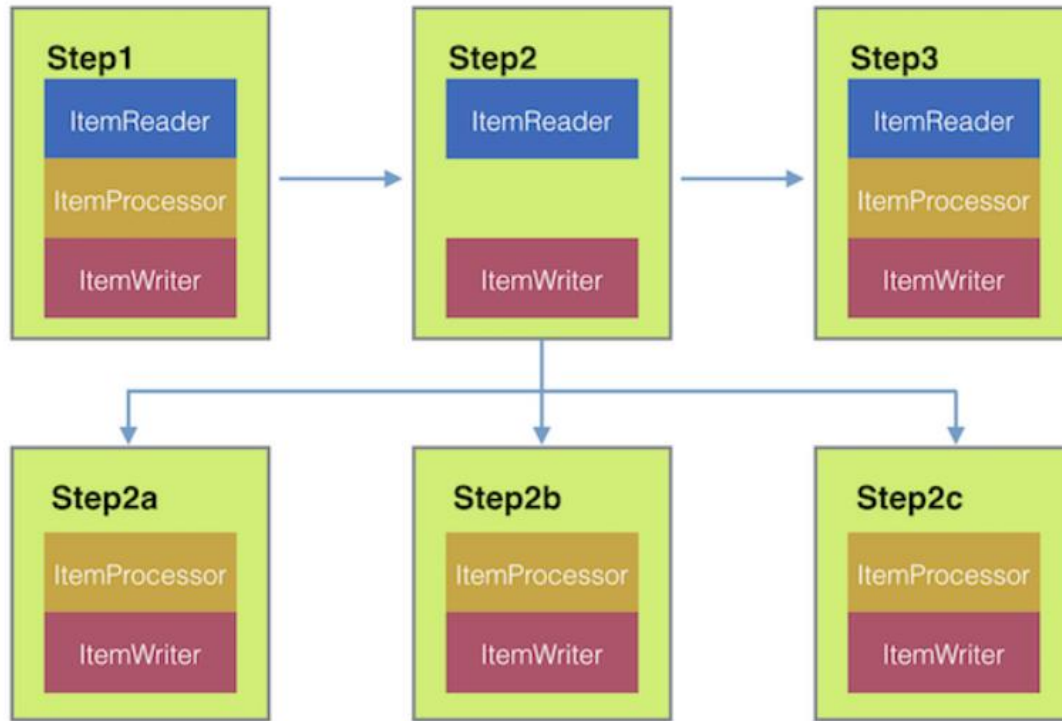 Step1
ItemReader
ItemProcessor
ItemWriter
Step2
ItemReader
ItemWriter
Step3
ItemReader
ItemProcessor
ItemWriter
Step2a
ItemProcessor
ItemWriter
Step2b
ItemProcessor
ItemWriter
Step2c
ItemProcessor
ItemWriter